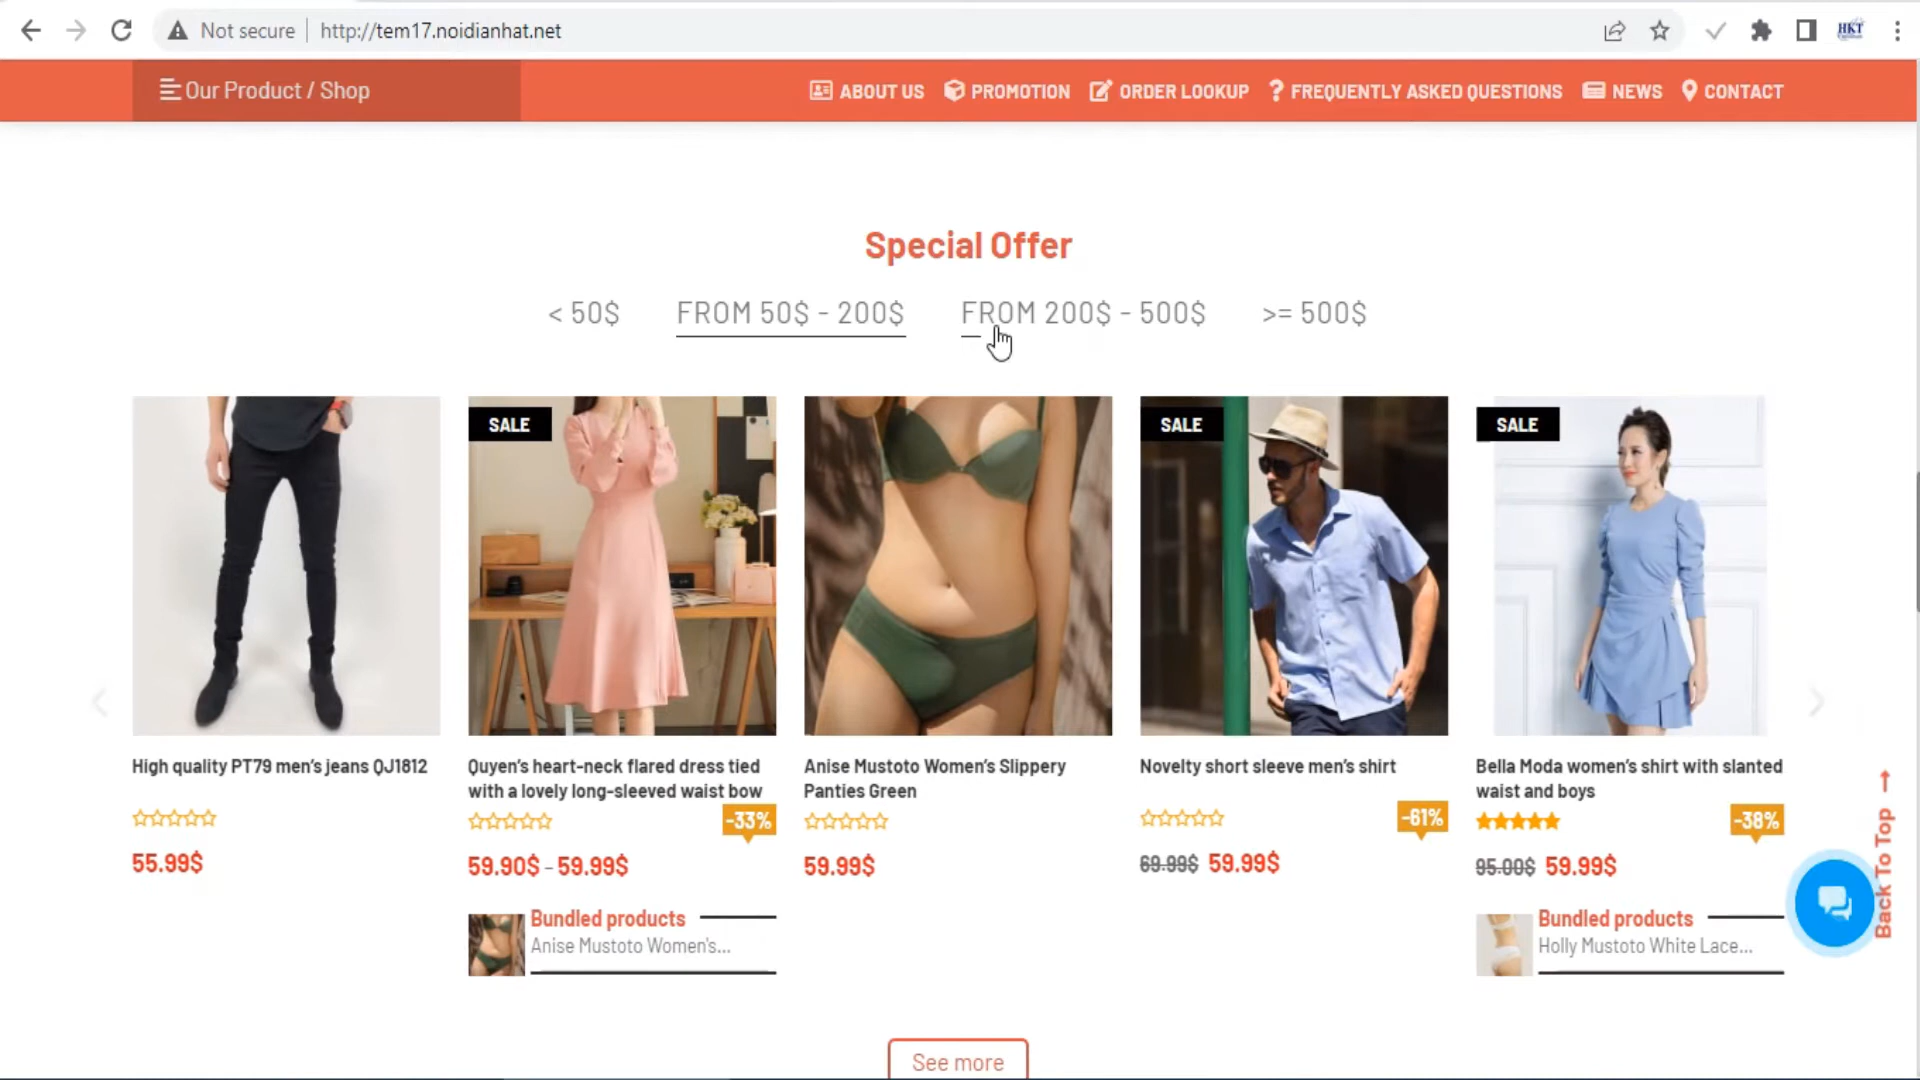 Not secure http://tem17.noidianhat.net
HKT
Our Product / Shop
ABOUT US PROMOTION ORDER LOOKUP ? FREQUENTLY ASKED QUESTIONS NEWS CONTACT
Special Offer
< 50$ FROM 50$ - 200$ FROM 200$ - 500$ >= 500$
SALE
SALE
SALE
High quality PT79 men's jeans QJ1812
55.99$
Quyen's heart-neck flared dress tied
with a lovely long-sleeved waist bow
-33%
59.90$ - 59.99$
Bundled products
Anise Mustoto Women's...
Anise Mustoto Women's Slippery
Panties Green
59.99$
Novelty short sleeve men's shirt
-61%
69.99$ 59.99$
Bella Moda women's shirt with slanted
waist and boys
-38%
95.00$ 59.99$
Bundled products
Holly Mustoto White Lace...
Back To Top →
See more